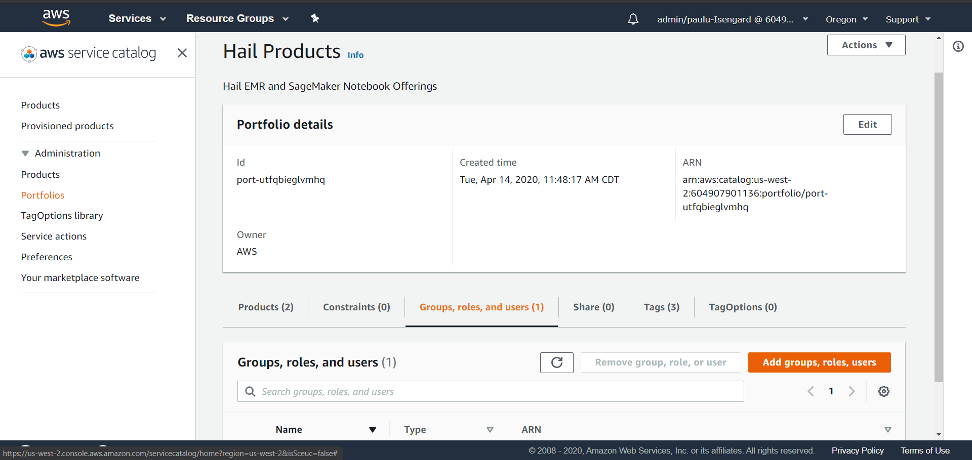 aws Services Resource Groups admin/paulu-Isengard @ 6049... Oregon Support
aws service catalog
Hail Products Info
Actions
Hail EMR and SageMaker Notebook Offerings
Products
Provisioned products
Administration
Products
Portfolios
TagOptions library
Service actions
Preferences
Your marketplace software
Portfolio details
Edit
Id
port-utfqbieglvmhq
Created time
Tue, Apr 14, 2020, 11:48:17 AM CDT
ARN
arn:aws:catalog:us-west-
2:604907901136:portfolio/port-
utfqbieglvmhq
Owner
AWS
Products (2) Constraints (0) Groups, roles, and users (1) Share (0) Tags (3) TagOptions (0)
Groups, roles, and users (1)
Remove group, role, or user
Add groups, roles, users
Search groups, roles, and users
1
Name Type ARN
https://us-west-2.console.aws.amazon.com/servicecatalog/home?region=us-west-2&isSceuc=false#
© 2008 - 2020, Amazon Web Services, Inc. or its affiliates. All rights reserved. Privacy Policy Terms of Use